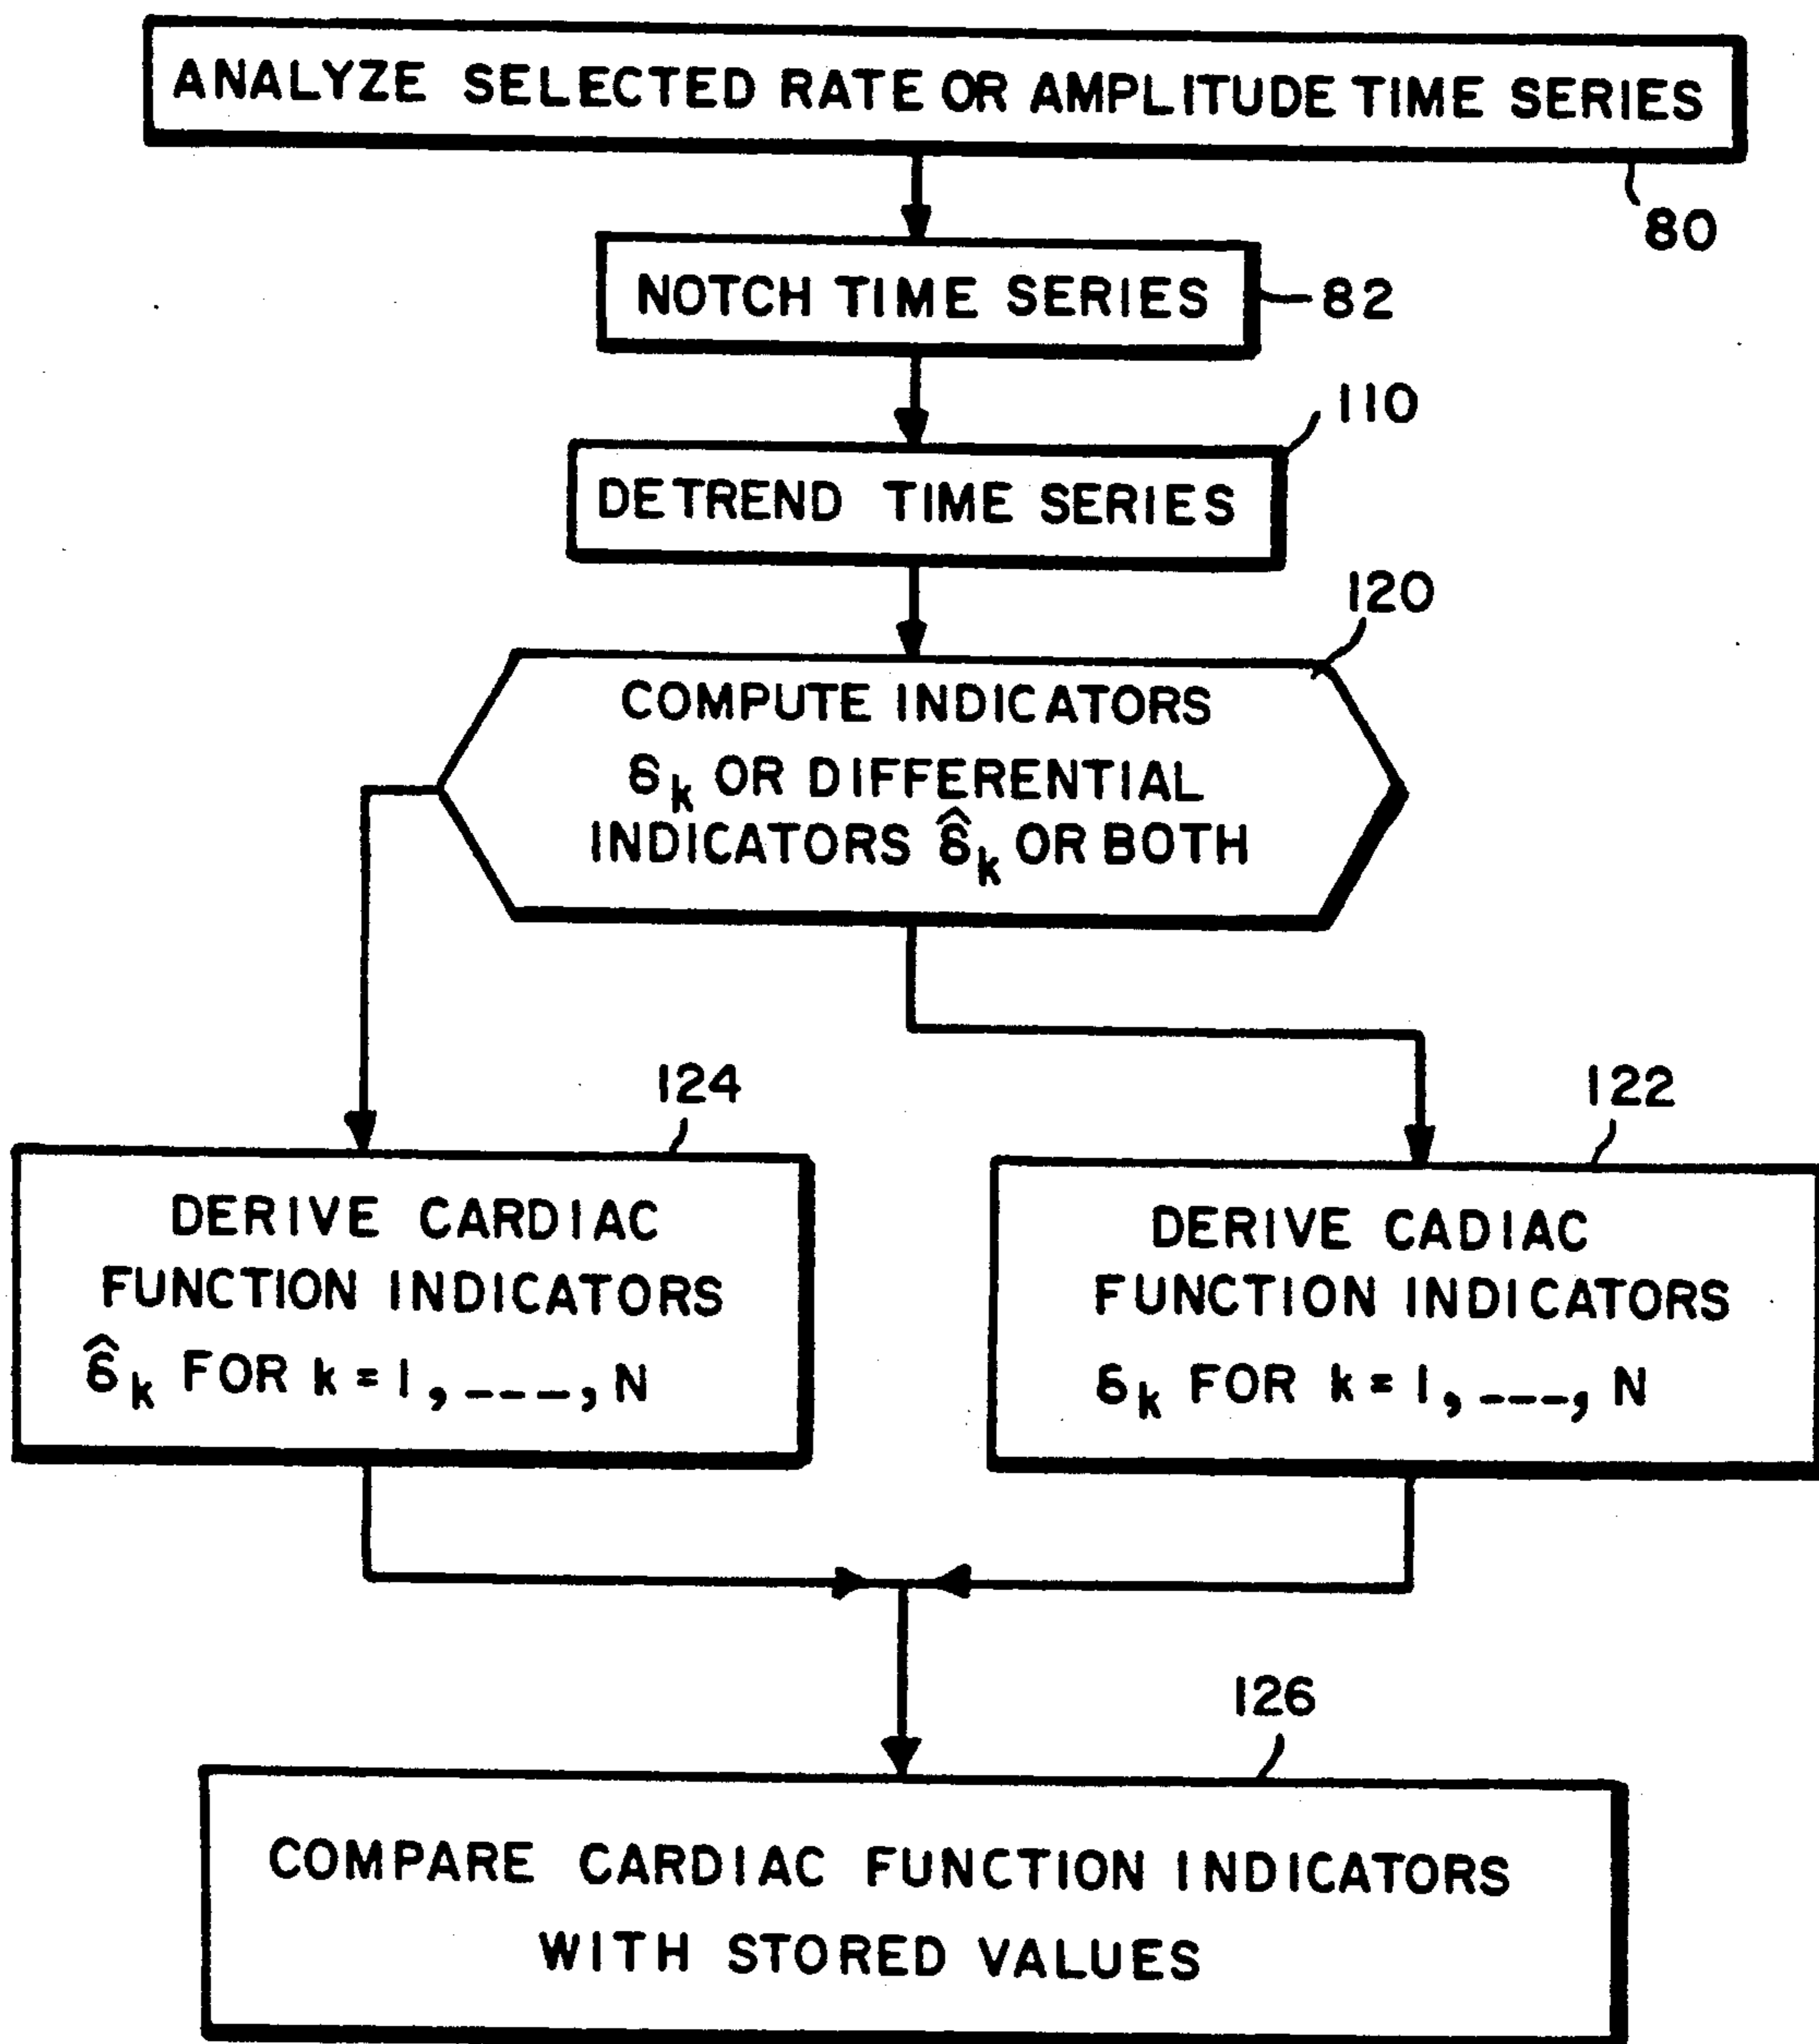 ANALYZE SELECTED RATE OR AMPLITUDE TIME SERIES
80
NOTCH TIME SERIES
82
110
DETREND TIME SERIES
120
COMPUTE INDICATORS
δk OR DIFFERENTIAL
INDICATORS δ̂k OR BOTH
124
DERIVE CARDIAC
FUNCTION INDICATORS
δ̂k FOR k = 1, ---, N
122
DERIVE CADIAC
FUNCTION INDICATORS
δk FOR k = 1, ---, N
126
COMPARE CARDIAC FUNCTION INDICATORS
WITH STORED VALUES